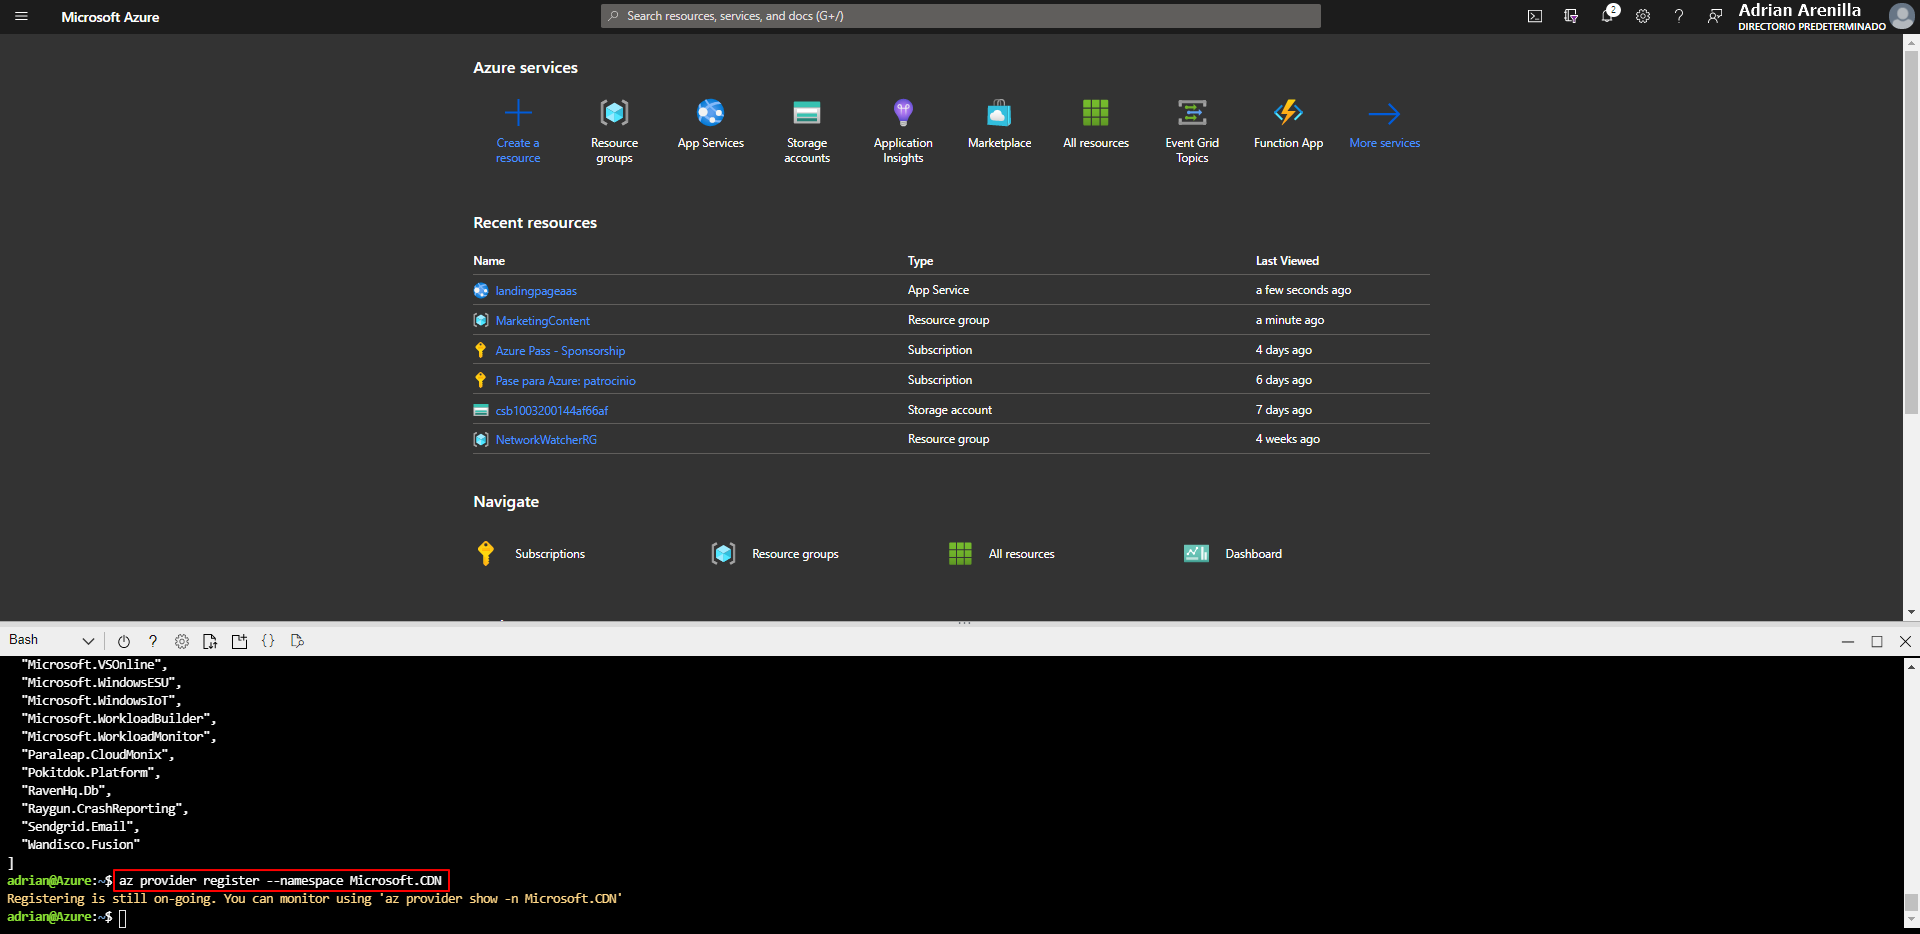 Microsoft Azure
Search resources, services, and docs (G+/)
2
Adrian Arenilla
DIRECTORIO PREDETERMINADO
Azure services
Create a resource
Resource groups
App Services
Storage accounts
Application Insights
Marketplace
All resources
Event Grid Topics
Function App
More services
Recent resources
Name Type Last Viewed
landingpageaas App Service a few seconds ago
MarketingContent Resource group a minute ago
Azure Pass - Sponsorship Subscription 4 days ago
Pase para Azure: patrocinio Subscription 6 days ago
csb1003200144af66af Storage account 7 days ago
NetworkWatcherRG Resource group 4 weeks ago
Navigate
Subscriptions Resource groups All resources Dashboard
Bash
"Microsoft.VSOnline",
"Microsoft.WindowsESU",
"Microsoft.WindowsIoT",
"Microsoft.WorkloadBuilder",
"Microsoft.WorkloadMonitor",
"Paraleap.CloudMonix",
"Pokitdok.Platform",
"RavenHq.Db",
"Raygun.CrashReporting",
"Sendgrid.Email",
"Wandisco.Fusion"
]
adrian@Azure:~$ az provider register --namespace Microsoft.CDN
Registering is still on-going. You can monitor using 'az provider show -n Microsoft.CDN'
adrian@Azure:~$